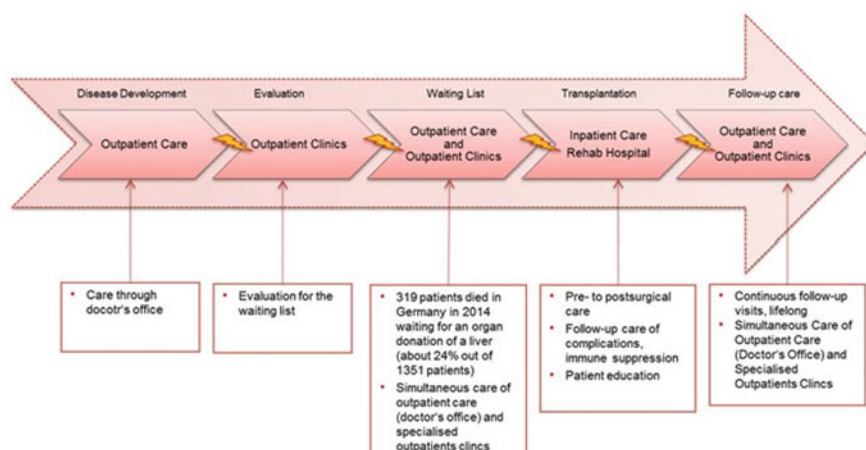 Disease Development
Evaluation
Waiting List
Transplantation
Follow-up care
Outpatient Care
Outpatient Clinics
Outpatient Care
and
Outpatient Clinics
Inpatient Care
Rehab Hospital
Outpatient Care
and
Outpatient Clinics
▪ Care through
docotr's office
▪ Evaluation for the
waiting list
▪ 319 patients died in
Germany in 2014
waiting for an organ
donation of a liver
(about 24% out of
1351 patients)
▪ Simultaneous care of
outpatient care
(doctor's office) and
specialised
outpatients clincs
▪ Pre- to postsurgical
care
▪ Follow-up care of
complications,
immune suppression
▪ Patient education
▪ Continuous follow-up
visits, lifelong
▪ Simultaneous Care of
Outpatient Care
(Doctor's Office) and
Specialised
Outpatients Clincs